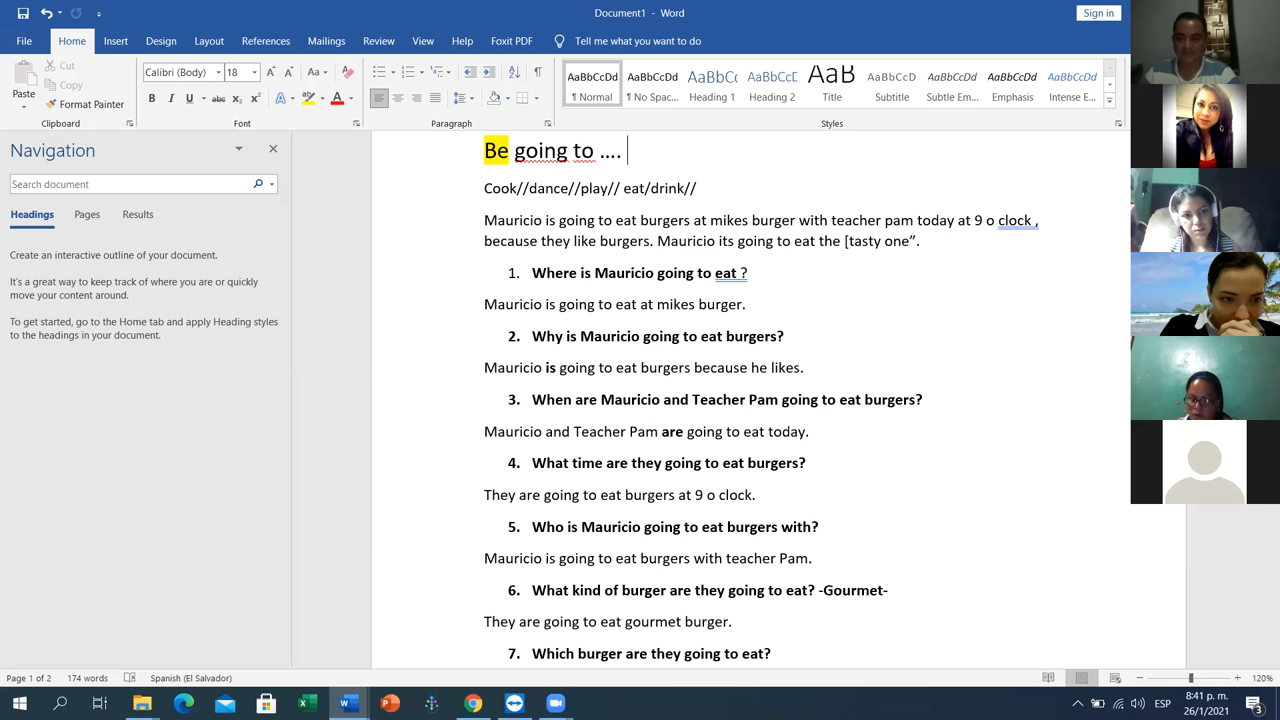 Document1 - Word
Sign in
File Home Insert Design Layout References Mailings Review View Help Foxit PDF Tell me what you want to do
Paste
Cut
Copy
Format Painter
Clipboard
Calibri (Body) 18
Font
Paragraph
AaBbCcDd AaBbCcDd AaBbCc AaBbCcD AaB AaBbCcD AaBbCcDd AaBbCcDd AaBbCcDd
¶ Normal ¶ No Spac... Heading 1 Heading 2 Title Subtitle Subtle Em... Emphasis Intense E...
Styles
Navigation
Search document
Headings Pages Results
Create an interactive outline of your document.
It's a great way to keep track of where you are or quickly
move your content around.
To get started, go to the Home tab and apply Heading styles
to the headings in your document.
Be going to ....
Cook//dance//play// eat/drink//
Mauricio is going to eat burgers at mikes burger with teacher pam today at 9 o clock ,
because they like burgers. Mauricio its going to eat the [tasty one”.
1. Where is Mauricio going to eat ?
Mauricio is going to eat at mikes burger.
2. Why is Mauricio going to eat burgers?
Mauricio is going to eat burgers because he likes.
3. When are Mauricio and Teacher Pam going to eat burgers?
Mauricio and Teacher Pam are going to eat today.
4. What time are they going to eat burgers?
They are going to eat burgers at 9 o clock.
5. Who is Mauricio going to eat burgers with?
Mauricio is going to eat burgers with teacher Pam.
6. What kind of burger are they going to eat? -Gourmet-
They are going to eat gourmet burger.
7. Which burger are they going to eat?
Page 1 of 2 174 words Spanish (El Salvador) 120%
ESP 8:41 p. m.
26/1/2021
3